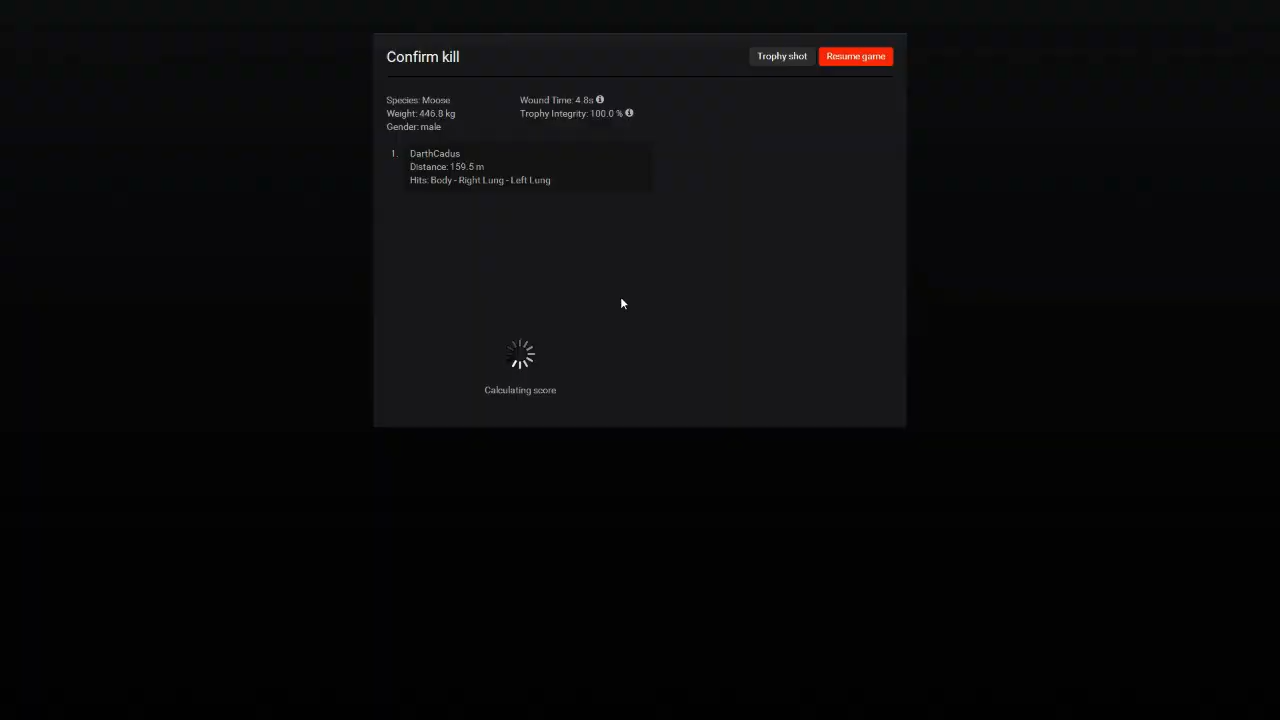 Confirm kill
Trophy shot
Resume game
Species: Moose
Wound Time: 4.8s
Weight: 446.8 kg
Trophy Integrity: 100.0 %
Gender: male
1. DarthCadus
Distance: 159.5 m
Hits: Body - Right Lung - Left Lung
Calculating score